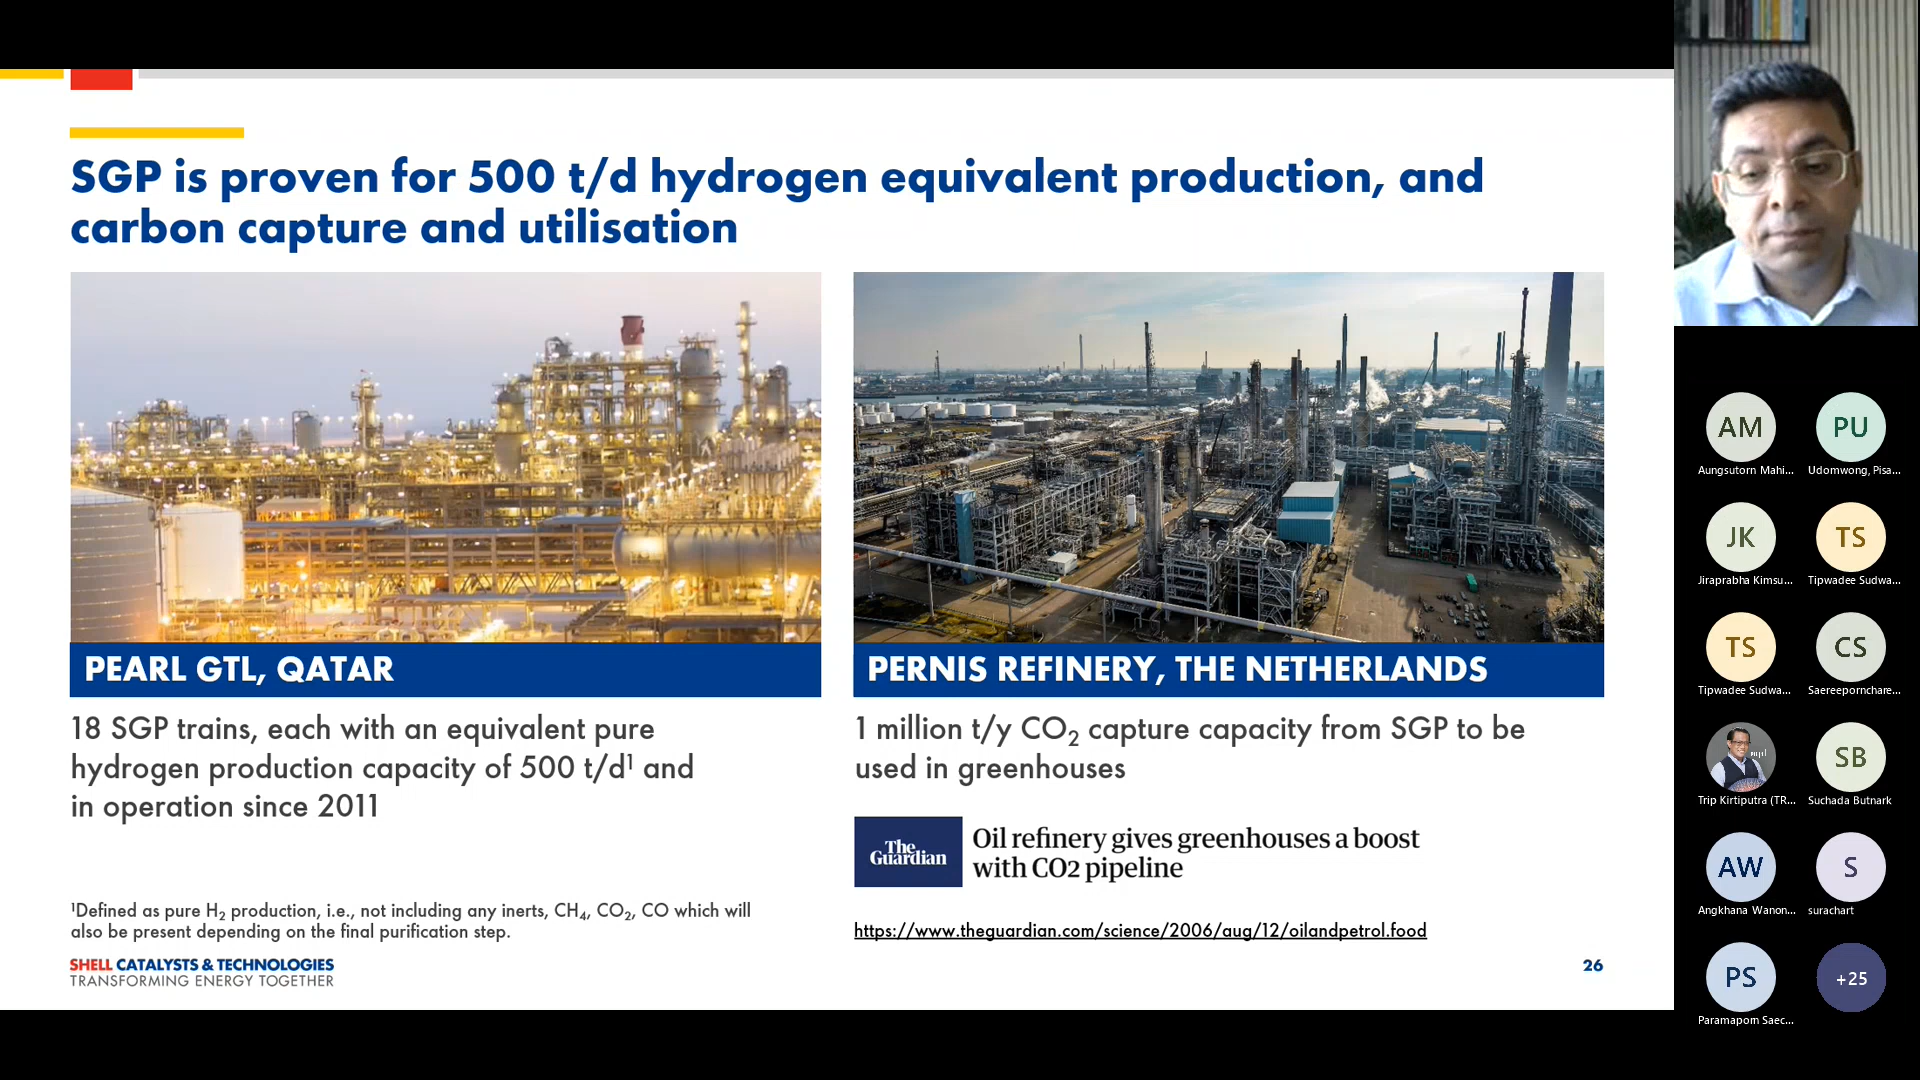 SGP is proven for 500 t/d hydrogen equivalent production, and
carbon capture and utilisation
PEARL GTL, QATAR
18 SGP trains, each with an equivalent pure
hydrogen production capacity of 500 t/d¹ and
in operation since 2011
¹Defined as pure H₂ production, i.e., not including any inerts, CH₄, CO₂, CO which will
also be present depending on the final purification step.
SHELL CATALYSTS & TECHNOLOGIES
TRANSFORMING ENERGY TOGETHER
PERNIS REFINERY, THE NETHERLANDS
1 million t/y CO₂ capture capacity from SGP to be
used in greenhouses
The
Guardian
Oil refinery gives greenhouses a boost
with CO2 pipeline
https://www.theguardian.com/science/2006/aug/12/oilandpetrol.food
26
AM
Aungsutorn Mahi...
PU
Udomwong, Pisa...
JK
Jiraprabha Kimsu...
TS
Tipwadee Sudwa...
TS
Tipwadee Sudwa...
CS
Saereepornchare...
Trip Kirtiputra (TR...
SB
Suchada Butnark
AW
Angkhana Wanon...
S
surachart
PS
Paramaporn Saec...
+25